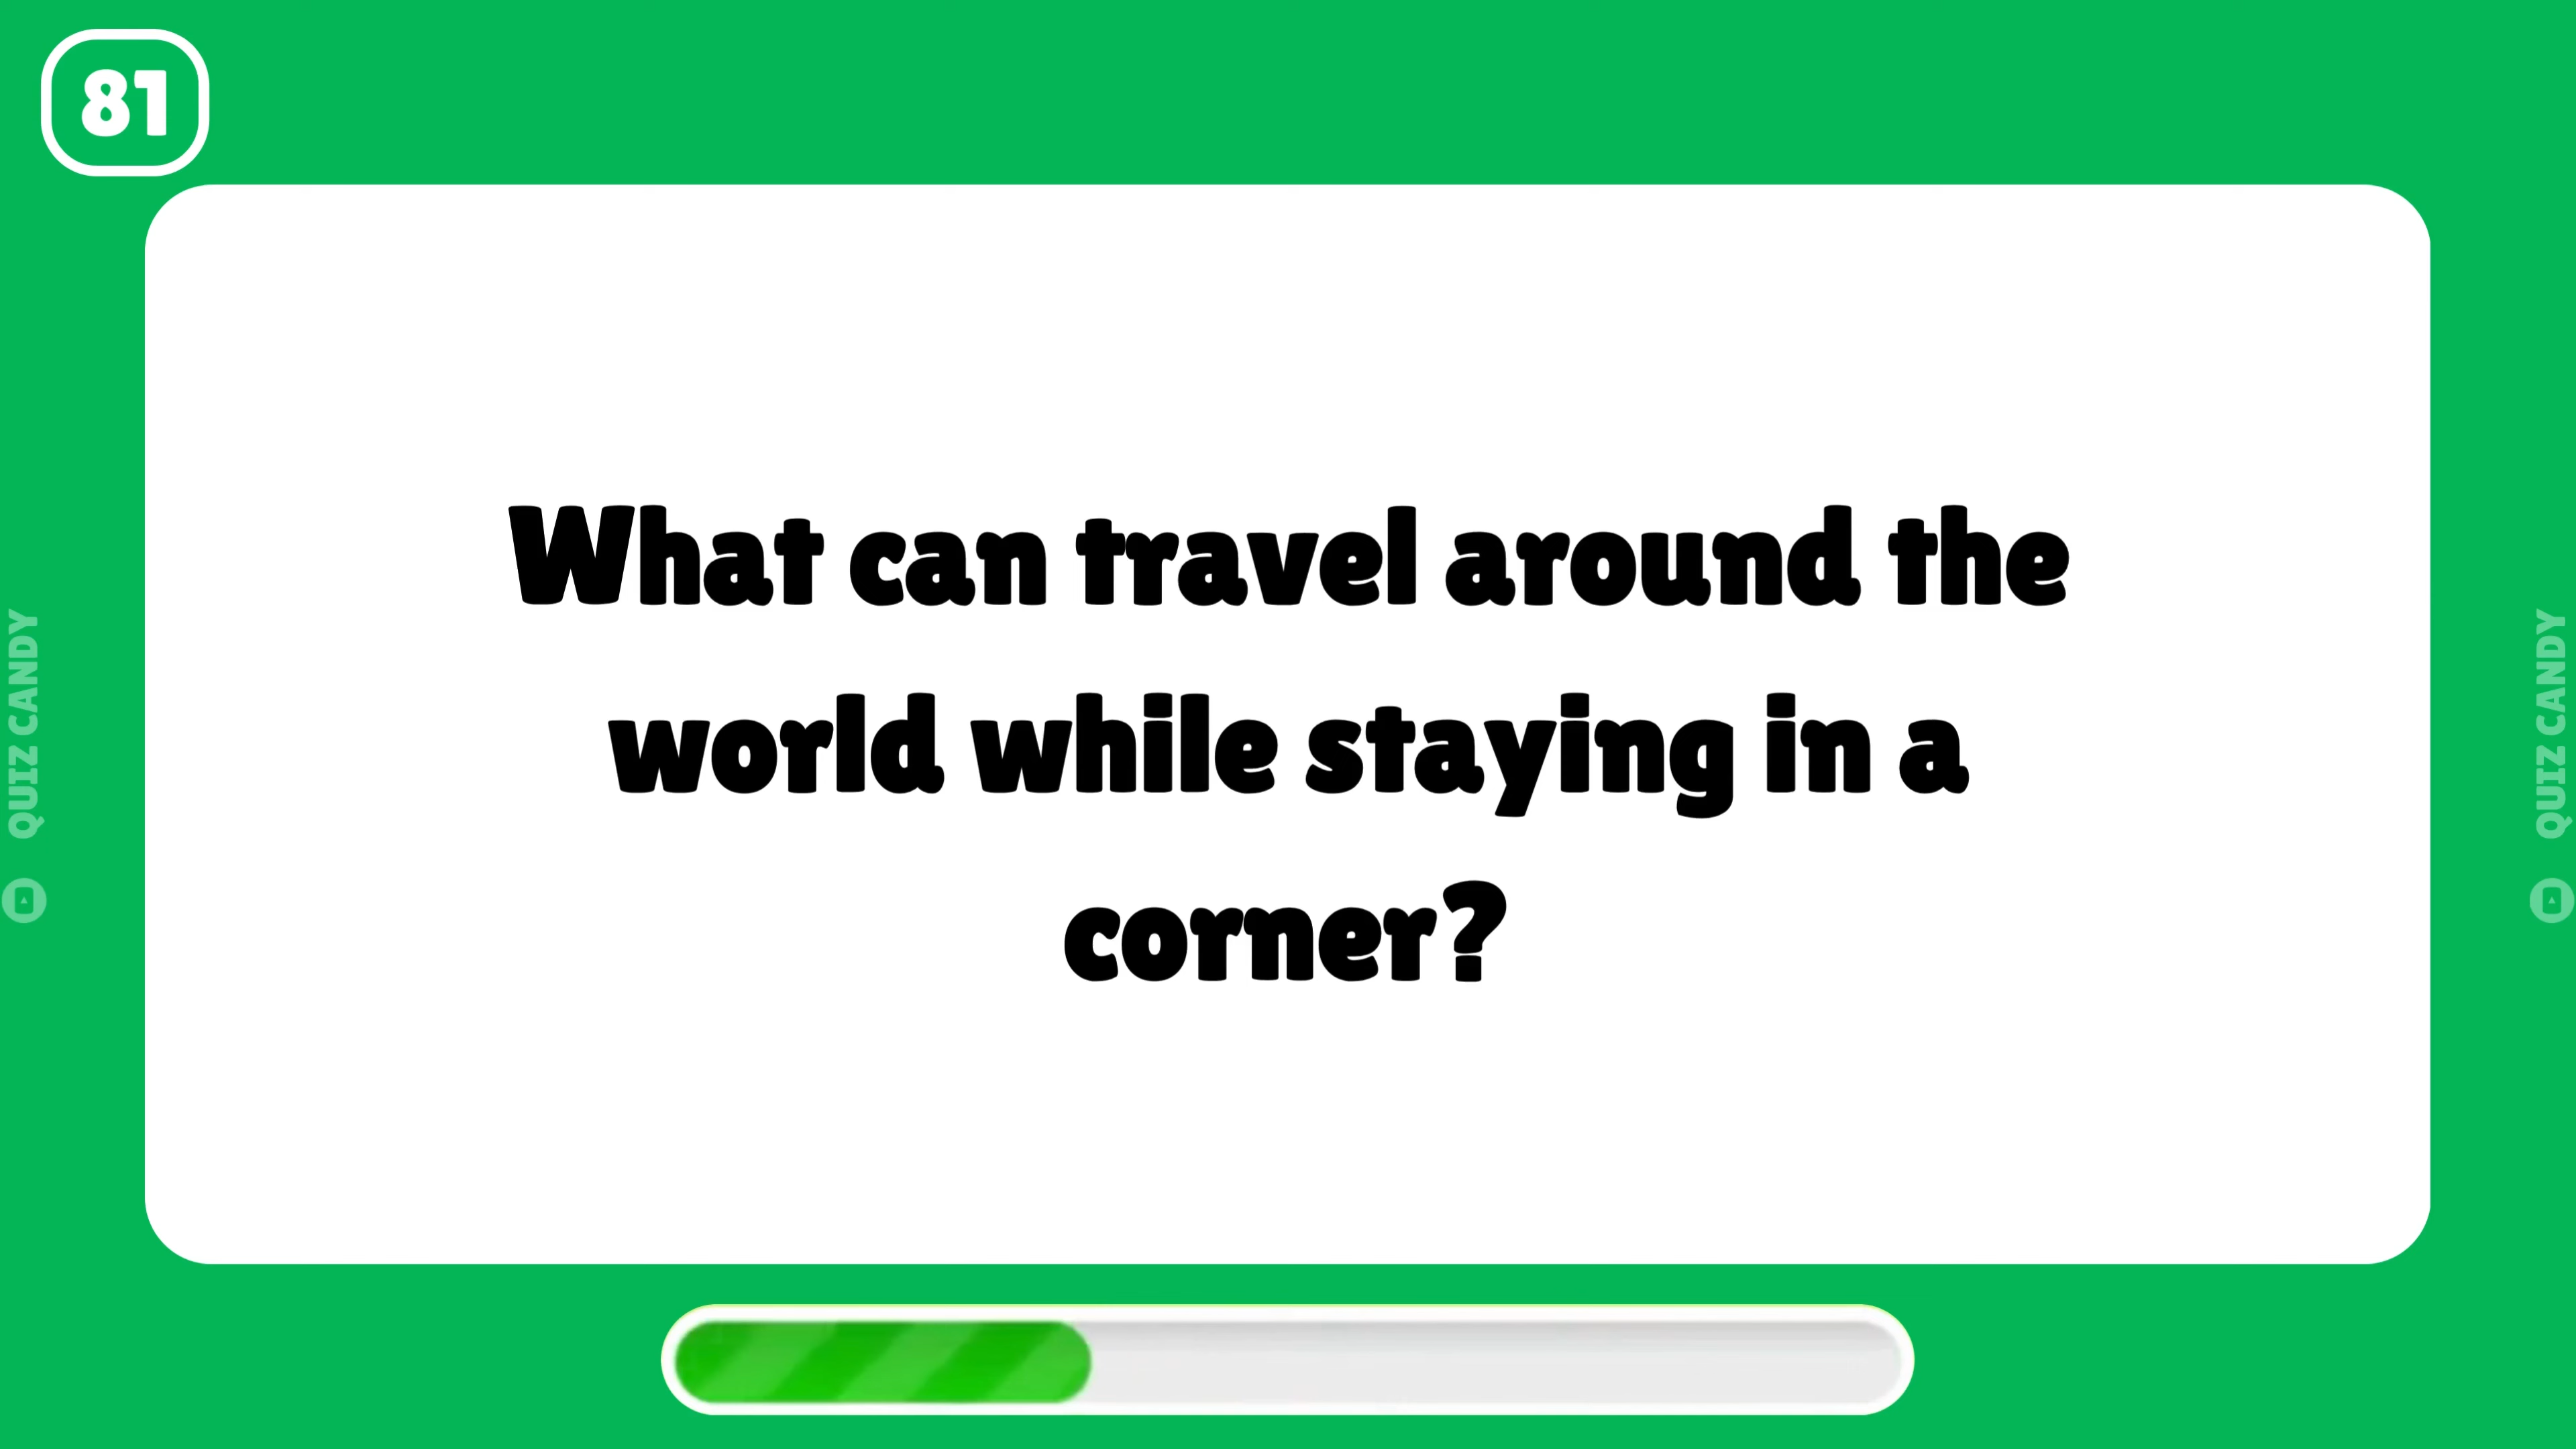 81
What can travel around the
world while staying in a
corner?
QUIZ CANDY
QUIZ CANDY